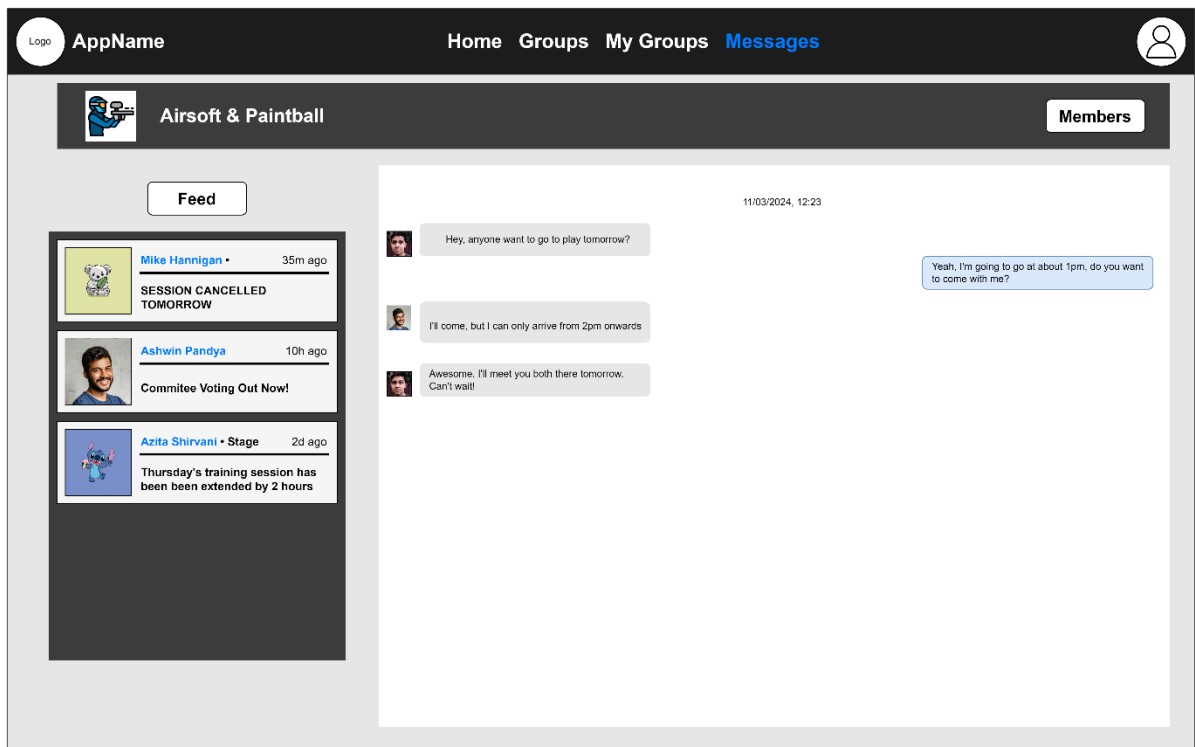 Logo
AppName
Home Groups My Groups Messages
Airsoft & Paintball
Members
Feed
Mike Hannigan •
35m ago
SESSION CANCELLED
TOMORROW
Ashwin Pandya
10h ago
Commitee Voting Out Now!
Azita Shirvani • Stage
2d ago
Thursday's training session has
been been extended by 2 hours
11/03/2024, 12:23
Hey, anyone want to go to play tomorrow?
Yeah, I'm going to go at about 1pm, do you want
to come with me?
I'll come, but I can only arrive from 2pm onwards
Awesome. I'll meet you both there tomorrow.
Can't wait!